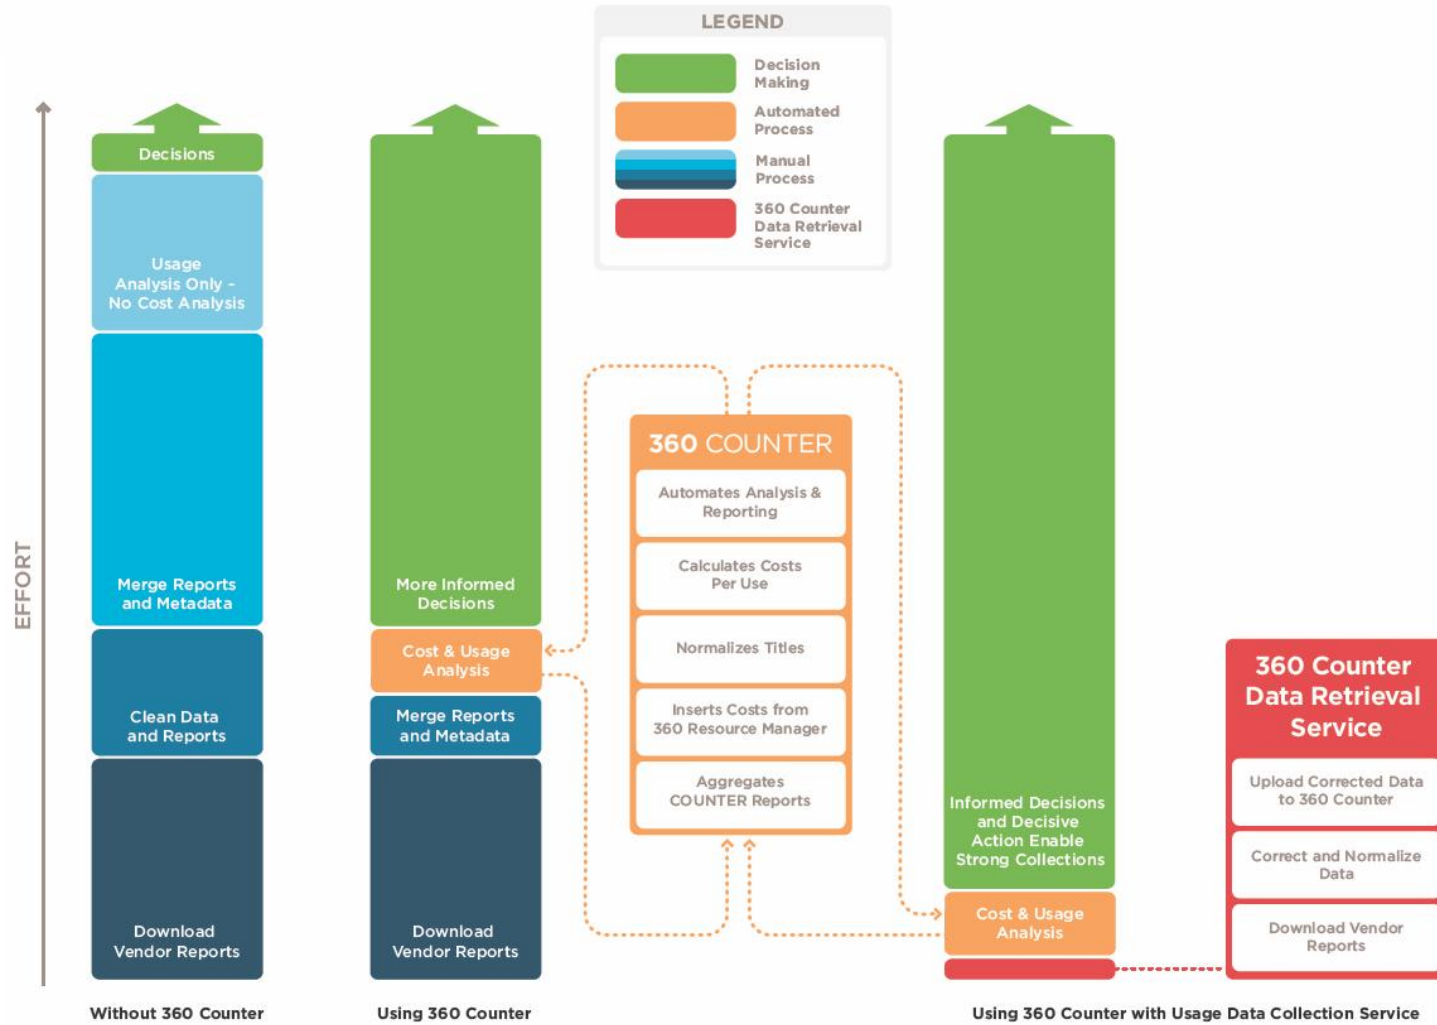 LEGEND
Decision
Making
Automated
Process
Manual
Process
360 Counter
Data Retrieval
Service
EFFORT
Decisions
Usage
Analysis Only -
No Cost Analysis
Merge Reports
and Metadata
Clean Data
and Reports
Download
Vendor Reports
Without 360 Counter
More Informed
Decisions
Cost & Usage
Analysis
Merge Reports
and Metadata
Download
Vendor Reports
Using 360 Counter
360 COUNTER
Automates Analysis &
Reporting
Calculates Costs
Per Use
Normalizes Titles
Inserts Costs from
360 Resource Manager
Aggregates
COUNTER Reports
Informed Decisions
and Decisive
Action Enable
Strong Collections
Cost & Usage
Analysis
360 Counter
Data Retrieval
Service
Upload Corrected Data
to 360 Counter
Correct and Normalize
Data
Download Vendor
Reports
Using 360 Counter with Usage Data Collection Service